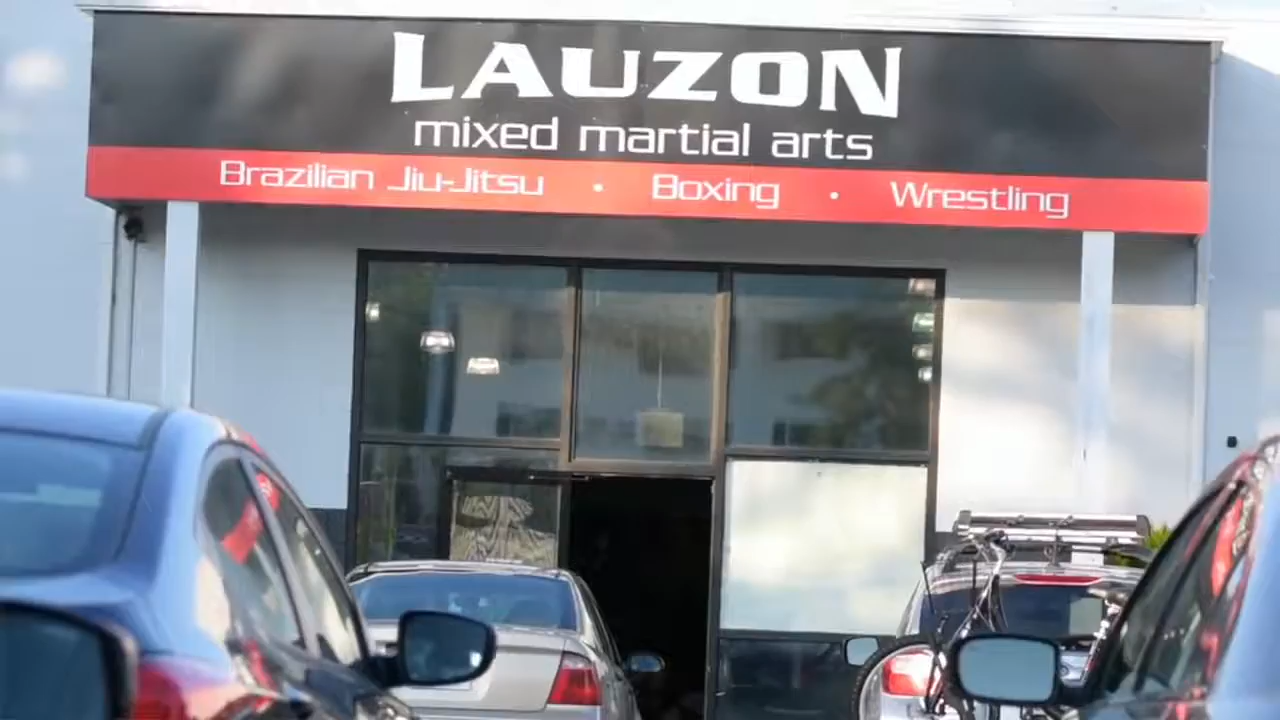 LAUZON
mixed martial arts
Brazilian Jiu-Jitsu • Boxing • Wrestling